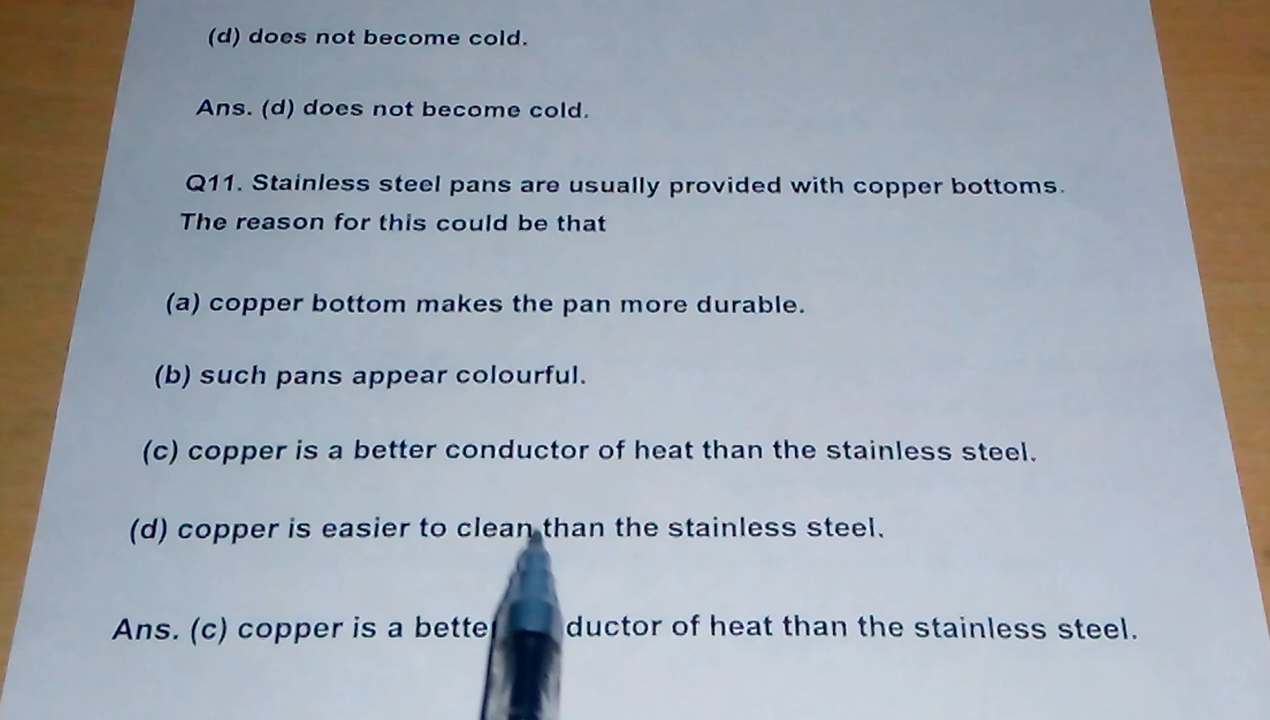 (d) does not become cold.
Ans. (d) does not become cold.
Q11. Stainless steel pans are usually provided with copper bottoms.
The reason for this could be that
(a) copper bottom makes the pan more durable.
(b) such pans appear colourful.
(c) copper is a better conductor of heat than the stainless steel.
(d) copper is easier to clean than the stainless steel.
Ans. (c) copper is a bette ductor of heat than the stainless steel.